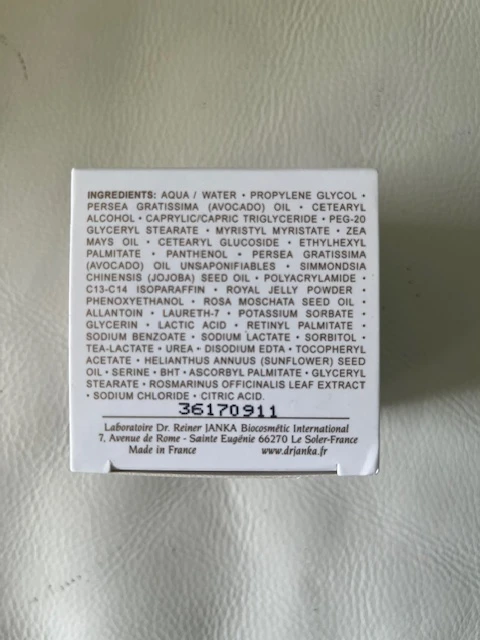 INGREDIENTS: AQUA / WATER • PROPYLENE GLYCOL •
PERSEA GRATISSIMA (AVOCADO) OIL • CETEARYL
ALCOHOL • CAPRYLIC/CAPRIC TRIGLYCERIDE • PEG-20
GLYCERYL STEARATE • MYRISTYL MYRISTATE • ZEA
MAYS OIL • CETEARYL GLUCOSIDE • ETHYLHEXYL
PALMITATE • PANTHENOL • PERSEA GRATISSIMA
(AVOCADO) OIL UNSAPONIFIABLES • SIMMONDSIA
CHINENSIS (JOJOBA) SEED OIL • POLYACRYLAMIDE •
C13-C14 ISOPARAFFIN • ROYAL JELLY POWDER •
PHENOXYETHANOL • ROSA MOSCHATA SEED OIL •
ALLANTOIN • LAURETH-7 • POTASSIUM SORBATE •
GLYCERIN • LACTIC ACID • RETINYL PALMITATE •
SODIUM BENZOATE • SODIUM LACTATE • SORBITOL •
TEA-LACTATE • UREA • DISODIUM EDTA • TOCOPHERYL
ACETATE • HELIANTHUS ANNUUS (SUNFLOWER) SEED
OIL • SERINE • BHT • ASCORBYL PALMITATE • GLYCERYL
STEARATE • ROSMARINUS OFFICINALIS LEAF EXTRACT
• SODIUM CHLORIDE • CITRIC ACID.
36170911
Laboratoire Dr. Reiner JANKA Biocosmétic International
7, Avenue de Rome - Sainte Eugénie 66270 Le Soler-France
Made in France www.drjanka.fr